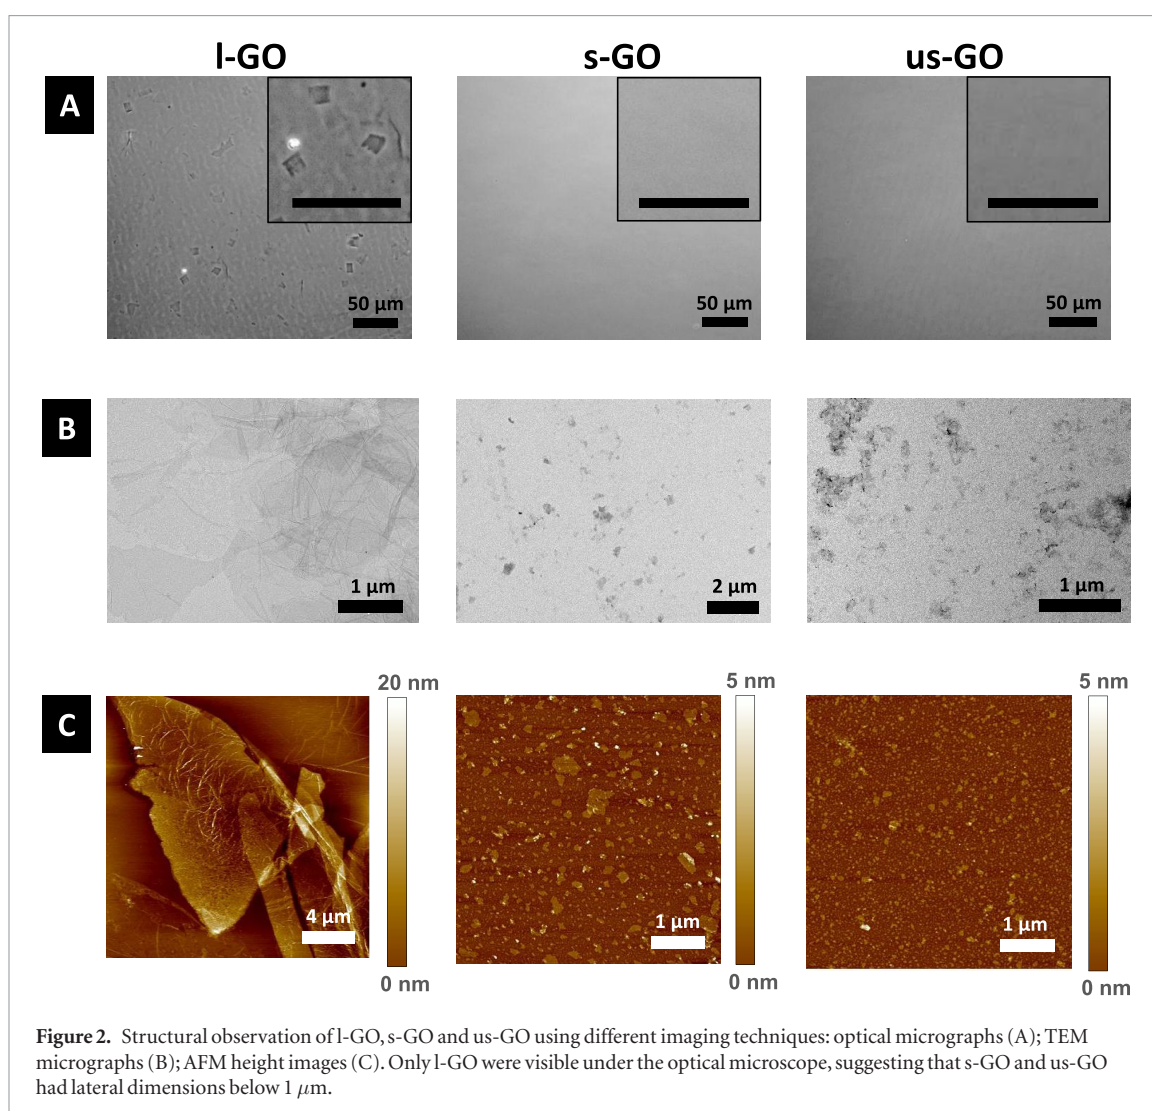 l-GO
s-GO
us-GO
A
50 μm
50 μm
50 μm
B
1 μm
2 μm
1 μm
C
20 nm
0 nm
4 μm
5 nm
0 nm
1 μm
5 nm
0 nm
1 μm
Figure 2. Structural observation of l-GO, s-GO and us-GO using different imaging techniques: optical micrographs (A); TEM
micrographs (B); AFM height images (C). Only l-GO were visible under the optical microscope, suggesting that s-GO and us-GO
had lateral dimensions below 1 μm.